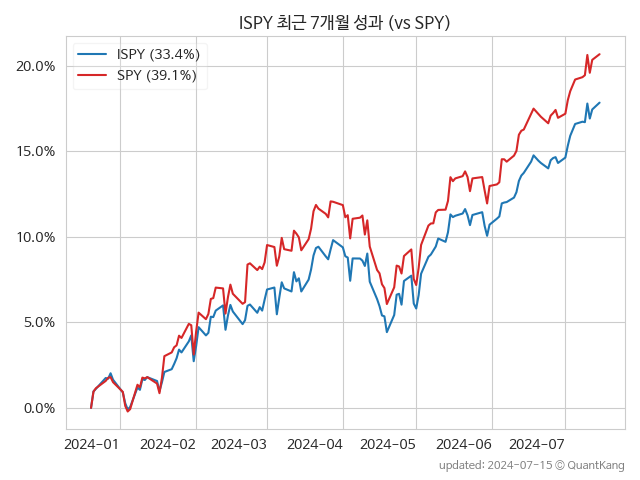 ISPY 최근 7개월 성과 (vs SPY)
ISPY (33.4%)
SPY (39.1%)
20.0%
15.0%
10.0%
5.0%
0.0%
2024-01 2024-02 2024-03 2024-04 2024-05 2024-06 2024-07
updated: 2024-07-15 © QuantKang